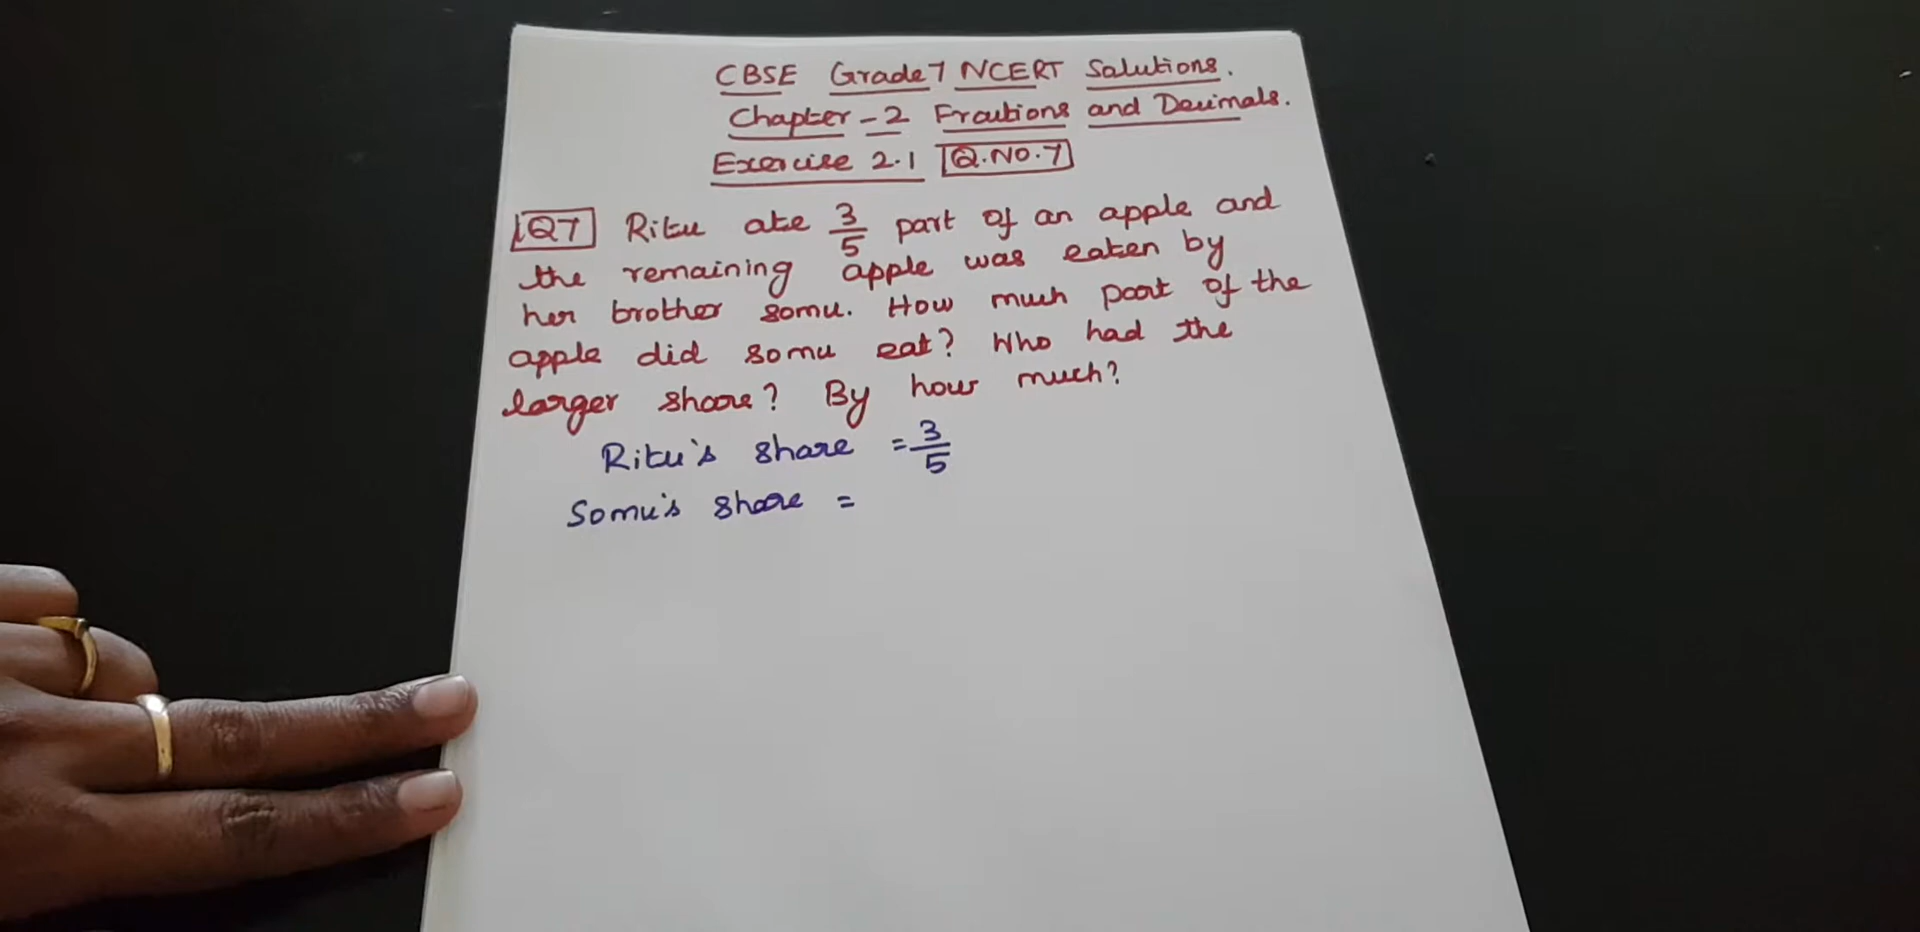 CBSE Grade 7 NCERT Solutions.
Chapter - 2 Fractions and Decimals.
Exercise 2.1 Q.NO.7
Q7 Ritu ate 3/5 part of an apple and
the remaining apple was eaten by
her brother somu. How much part of the
apple did somu eat? Who had the
larger share? By how much?
Ritu's share = 3/5
Somu's share =